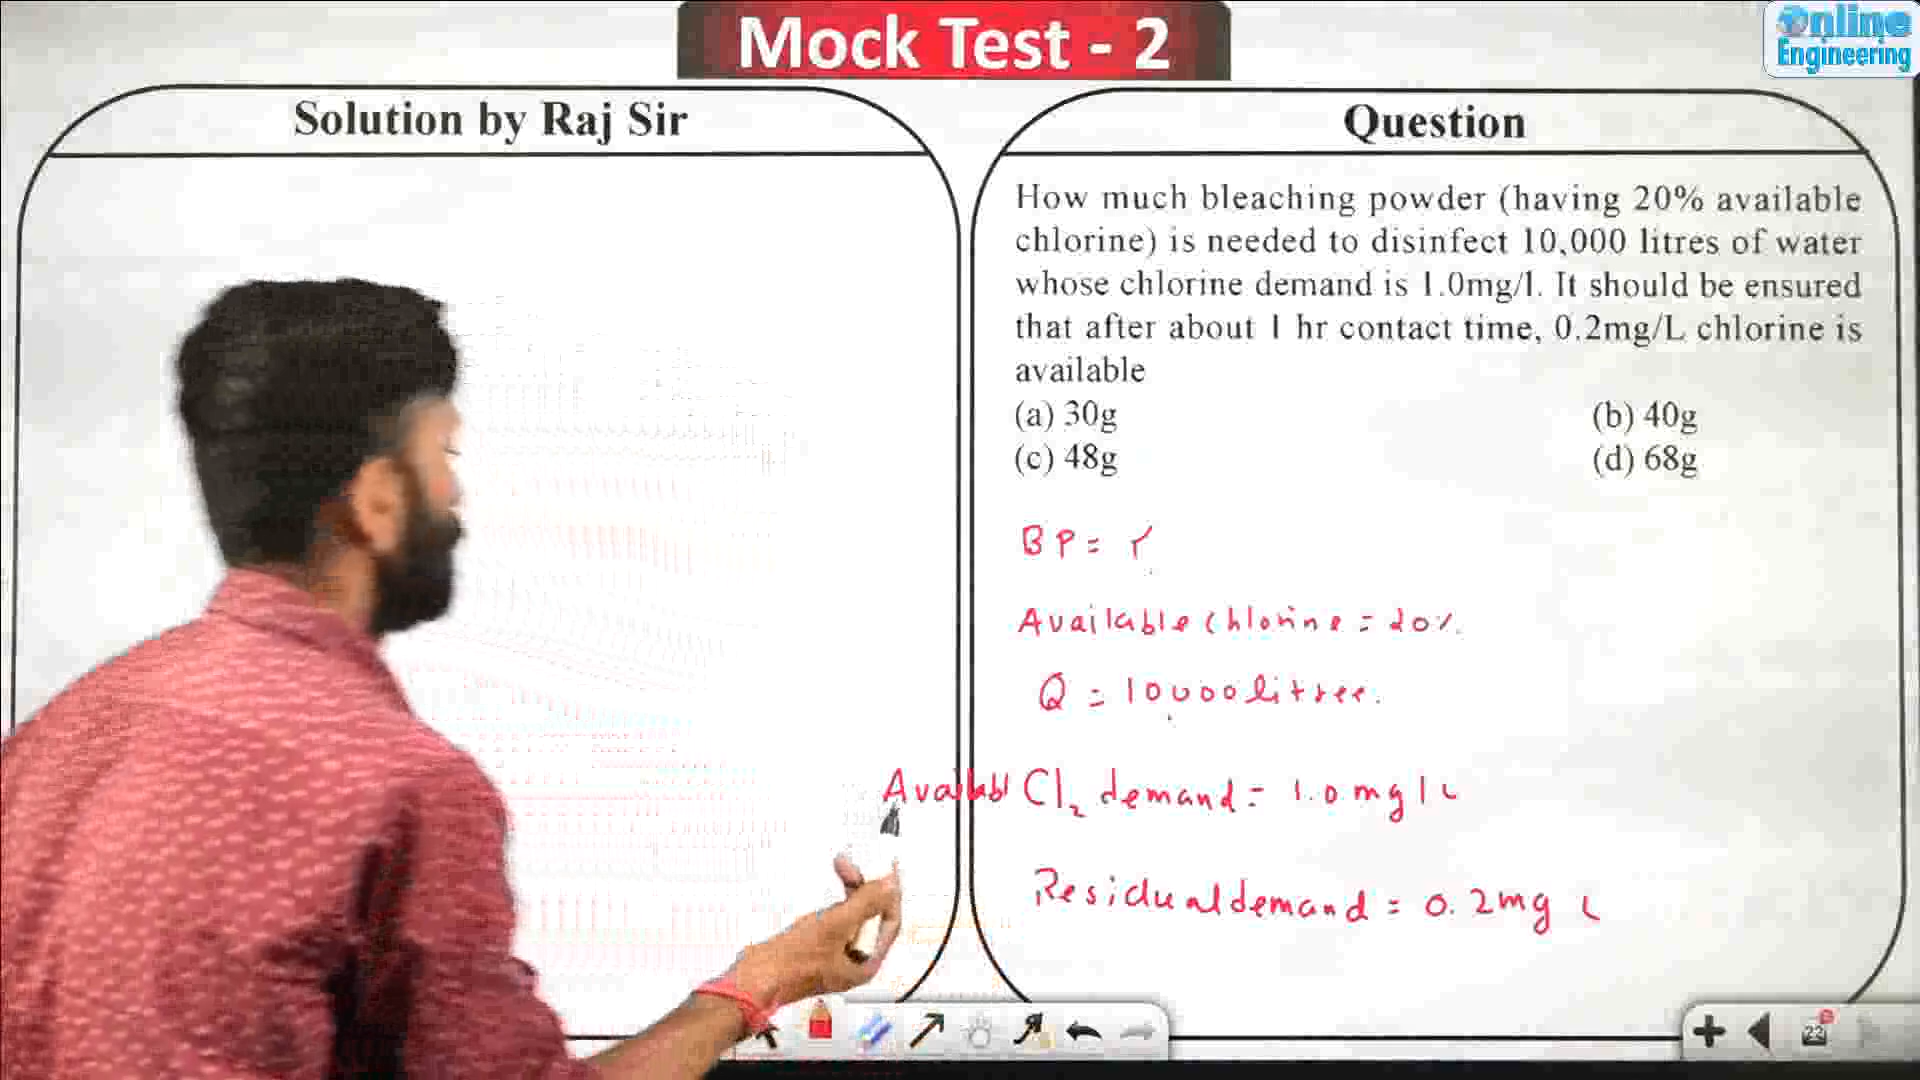 Mock Test - 2
Online
Engineering
Solution by Raj Sir
Question
How much bleaching powder (having 20% available
chlorine) is needed to disinfect 10,000 litres of water
whose chlorine demand is 1.0mg/l. It should be ensured
that after about 1 hr contact time, 0.2mg/L chlorine is
available
(a) 30g (b) 40g
(c) 48g (d) 68g
BP = ?
Available chlorine = 20%.
Q = 10000 litree.
Availabl Cl₂ demand = 1.0 mg/L
Residual demand = 0.2mg L
23